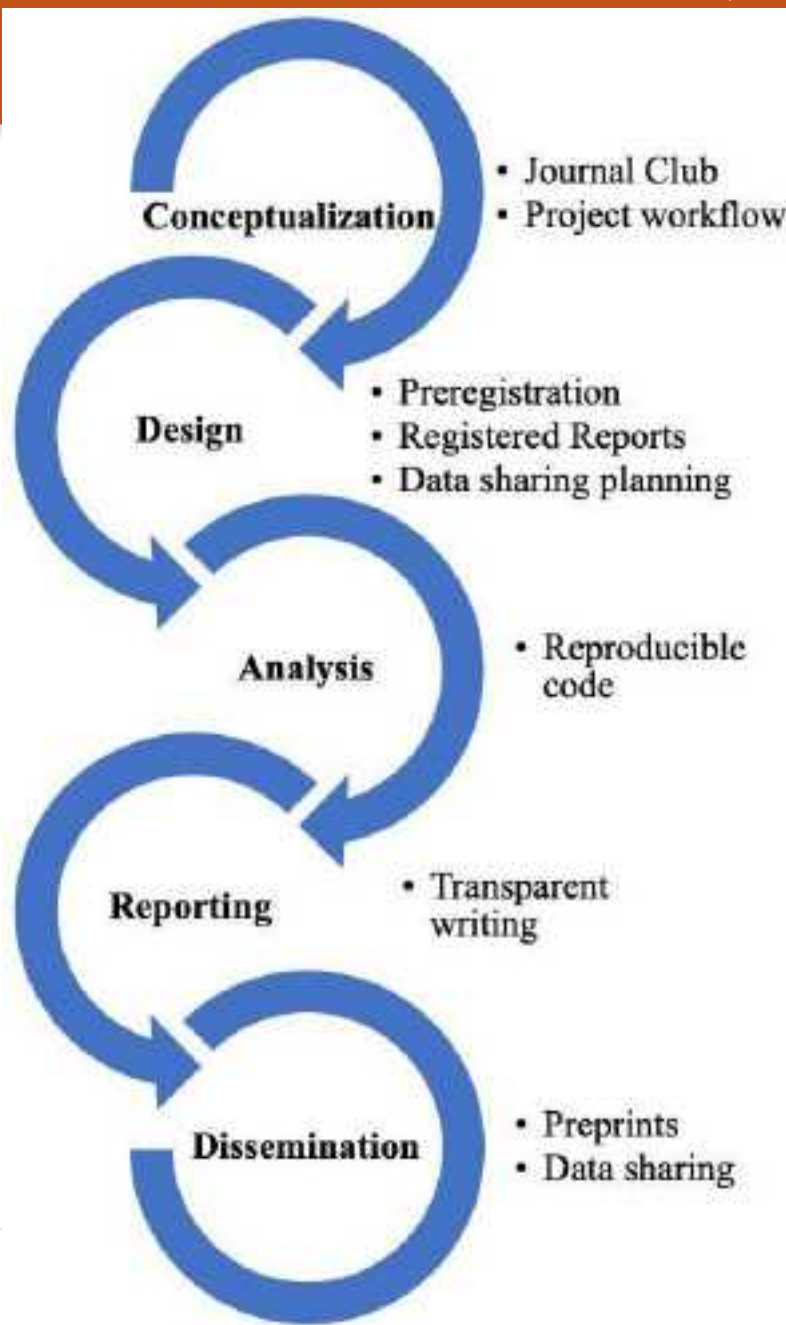 Conceptualization
• Journal Club
• Project workflow
Design
• Preregistration
• Registered Reports
• Data sharing planning
Analysis
• Reproducible
code
Reporting
• Transparent
writing
Dissemination
• Preprints
• Data sharing